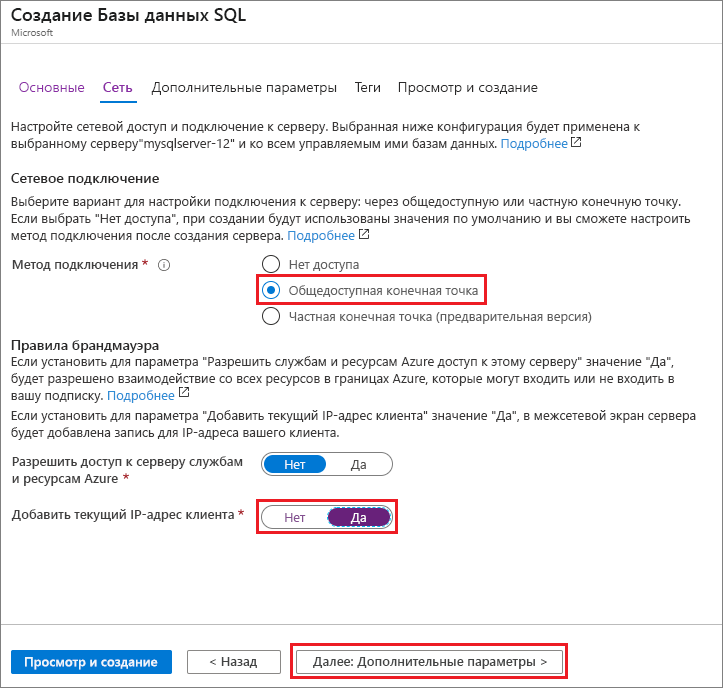 Создание Базы данных SQL
Microsoft
Основные Сеть Дополнительные параметры Теги Просмотр и создание
Настройте сетевой доступ и подключение к серверу. Выбранная ниже конфигурация будет применена к
выбранному серверу"mysqlserver-12" и ко всем управляемым ими базам данных. Подробнее
Сетевое подключение
Выберите вариант для настройки подключения к серверу: через общедоступную или частную конечную точку.
Если выбрать "Нет доступа", при создании будут использованы значения по умолчанию и вы сможете настроить
метод подключения после создания сервера. Подробнее
Метод подключения *
Нет доступа
Общедоступная конечная точка
Частная конечная точка (предварительная версия)
Правила брандмауэра
Если установить для параметра "Разрешить службам и ресурсам Azure доступ к этому серверу" значение "Да",
будет разрешено взаимодействие со всех ресурсов в границах Azure, которые могут входить или не входить в
вашу подписку. Подробнее
Если установить для параметра "Добавить текущий IP-адрес клиента" значение "Да", в межсетевой экран сервера
будет добавлена запись для IP-адреса вашего клиента.
Разрешить доступ к серверу службам
и ресурсам Azure *
Нет Да
Добавить текущий IP-адрес клиента *
Нет Да
Просмотр и создание
< Назад
Далее: Дополнительные параметры >